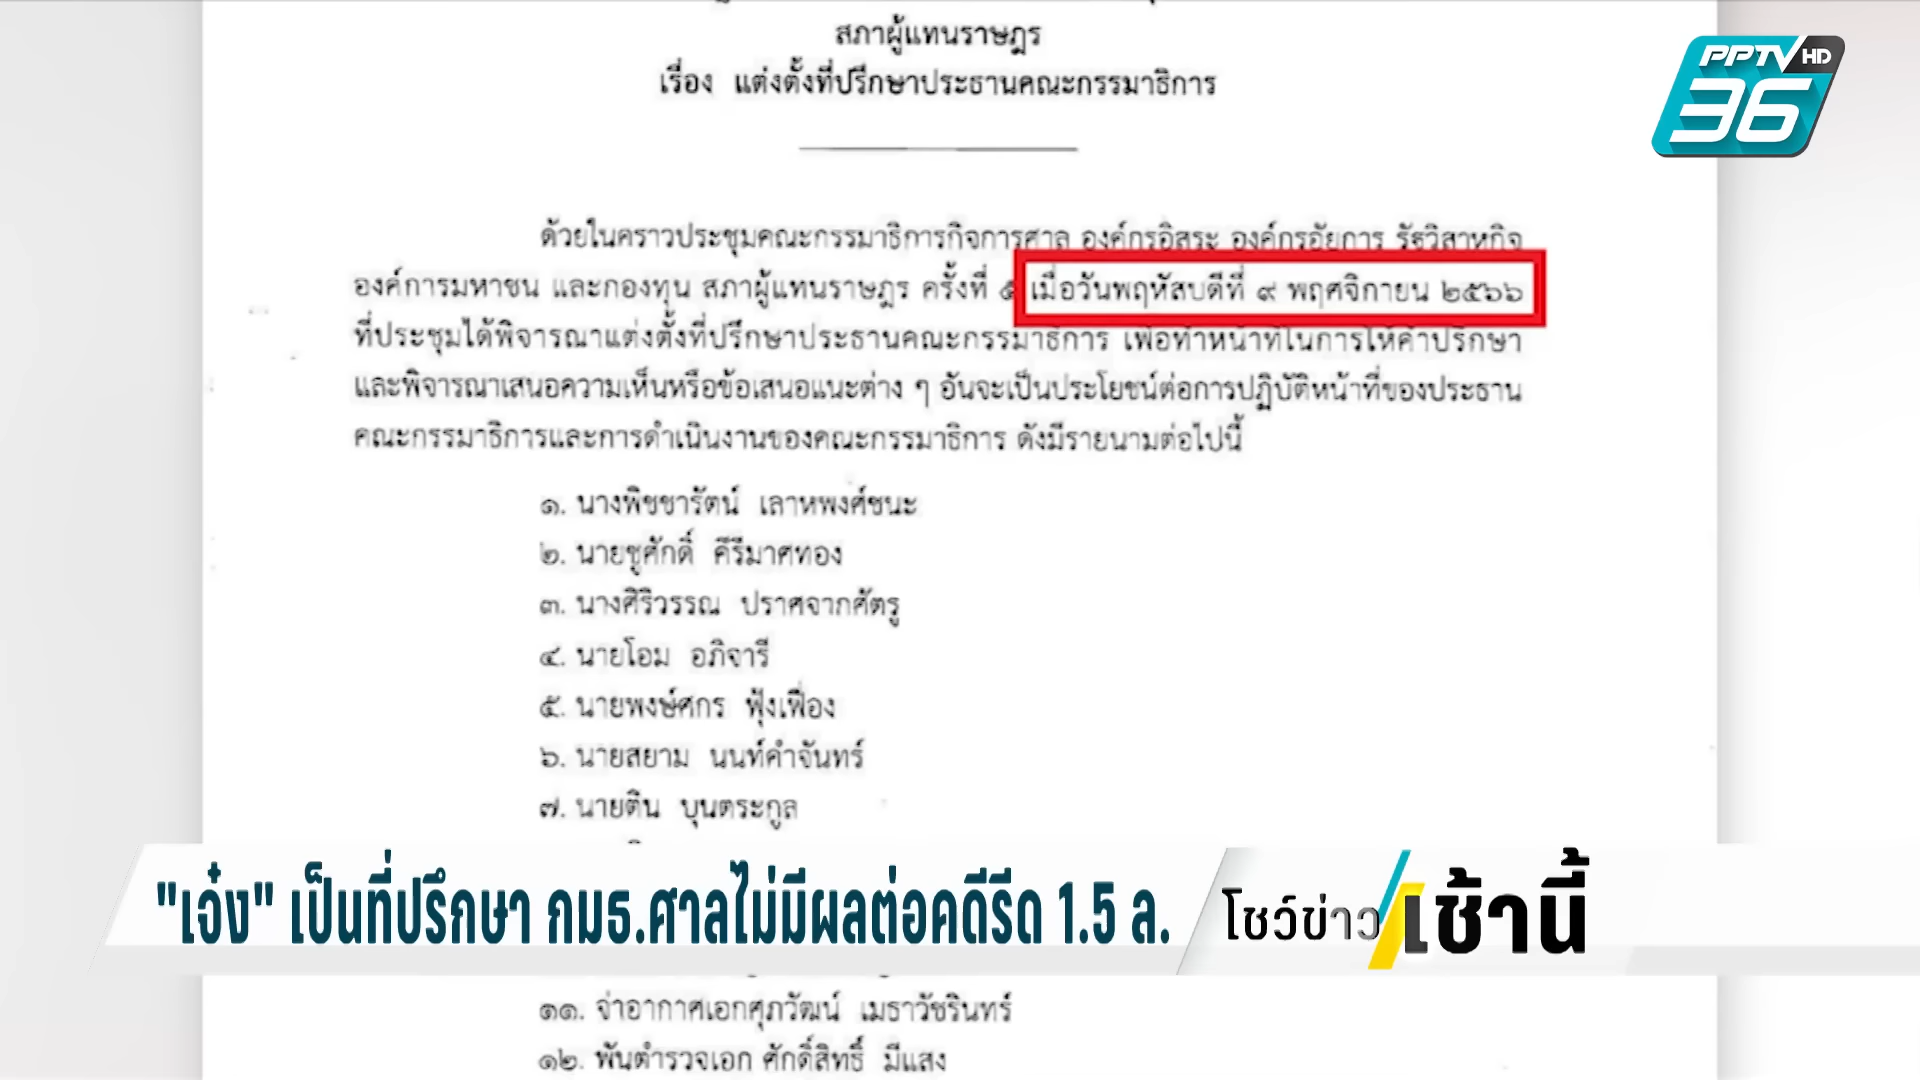 สภาผู้แทนราษฎร
เรื่อง แต่งตั้งที่ปรึกษาประธานคณะกรรมาธิการ
PPTV HD
36
ด้วยในคราวประชุมคณะกรรมาธิการกิจการศาล องค์กรอิสระ องค์กรอัยการ รัฐวิสาหกิจ
องค์การมหาชน และกองทุน สภาผู้แทนราษฎร ครั้งที่ ๕ เมื่อวันพฤหัสบดีที่ ๙ พฤศจิกายน ๒๕๖๖
ที่ประชุมได้พิจารณาแต่งตั้งที่ปรึกษาประธานคณะกรรมาธิการ เพื่อทำหน้าที่ในการให้คำปรึกษา
และพิจารณาเสนอความเห็นหรือข้อเสนอแนะต่าง ๆ อันจะเป็นประโยชน์ต่อการปฏิบัติหน้าที่ของประธาน
คณะกรรมาธิการและการดำเนินงานของคณะกรรมาธิการ ดังมีรายนามต่อไปนี้
๑. นางพิชชารัตน์ เลาหพงศ์ชนะ
๒. นายชูศักดิ์ คีรีมาศทอง
๓. นางศิริวรรณ ปราศจากศัตรู
๔. นายโอม อภิจารี
๕. นายพงษ์ศกร ฟุ้งเฟื่อง
๖. นายสยาม นนท์คำจันทร์
๗. นายติน บุนตระกูล
"เจ๋ง" เป็นที่ปรึกษา กมธ.ศาลไม่มีผลต่อคดีรีด 1.5 ล.
โชว์ข่าวเช้านี้
๑๑. จ่าอากาศเอกศุภวัฒน์ เมธาวัชรินทร์
๑๒. พันตำรวจเอก ศักดิ์สิทธิ์ มีแสง